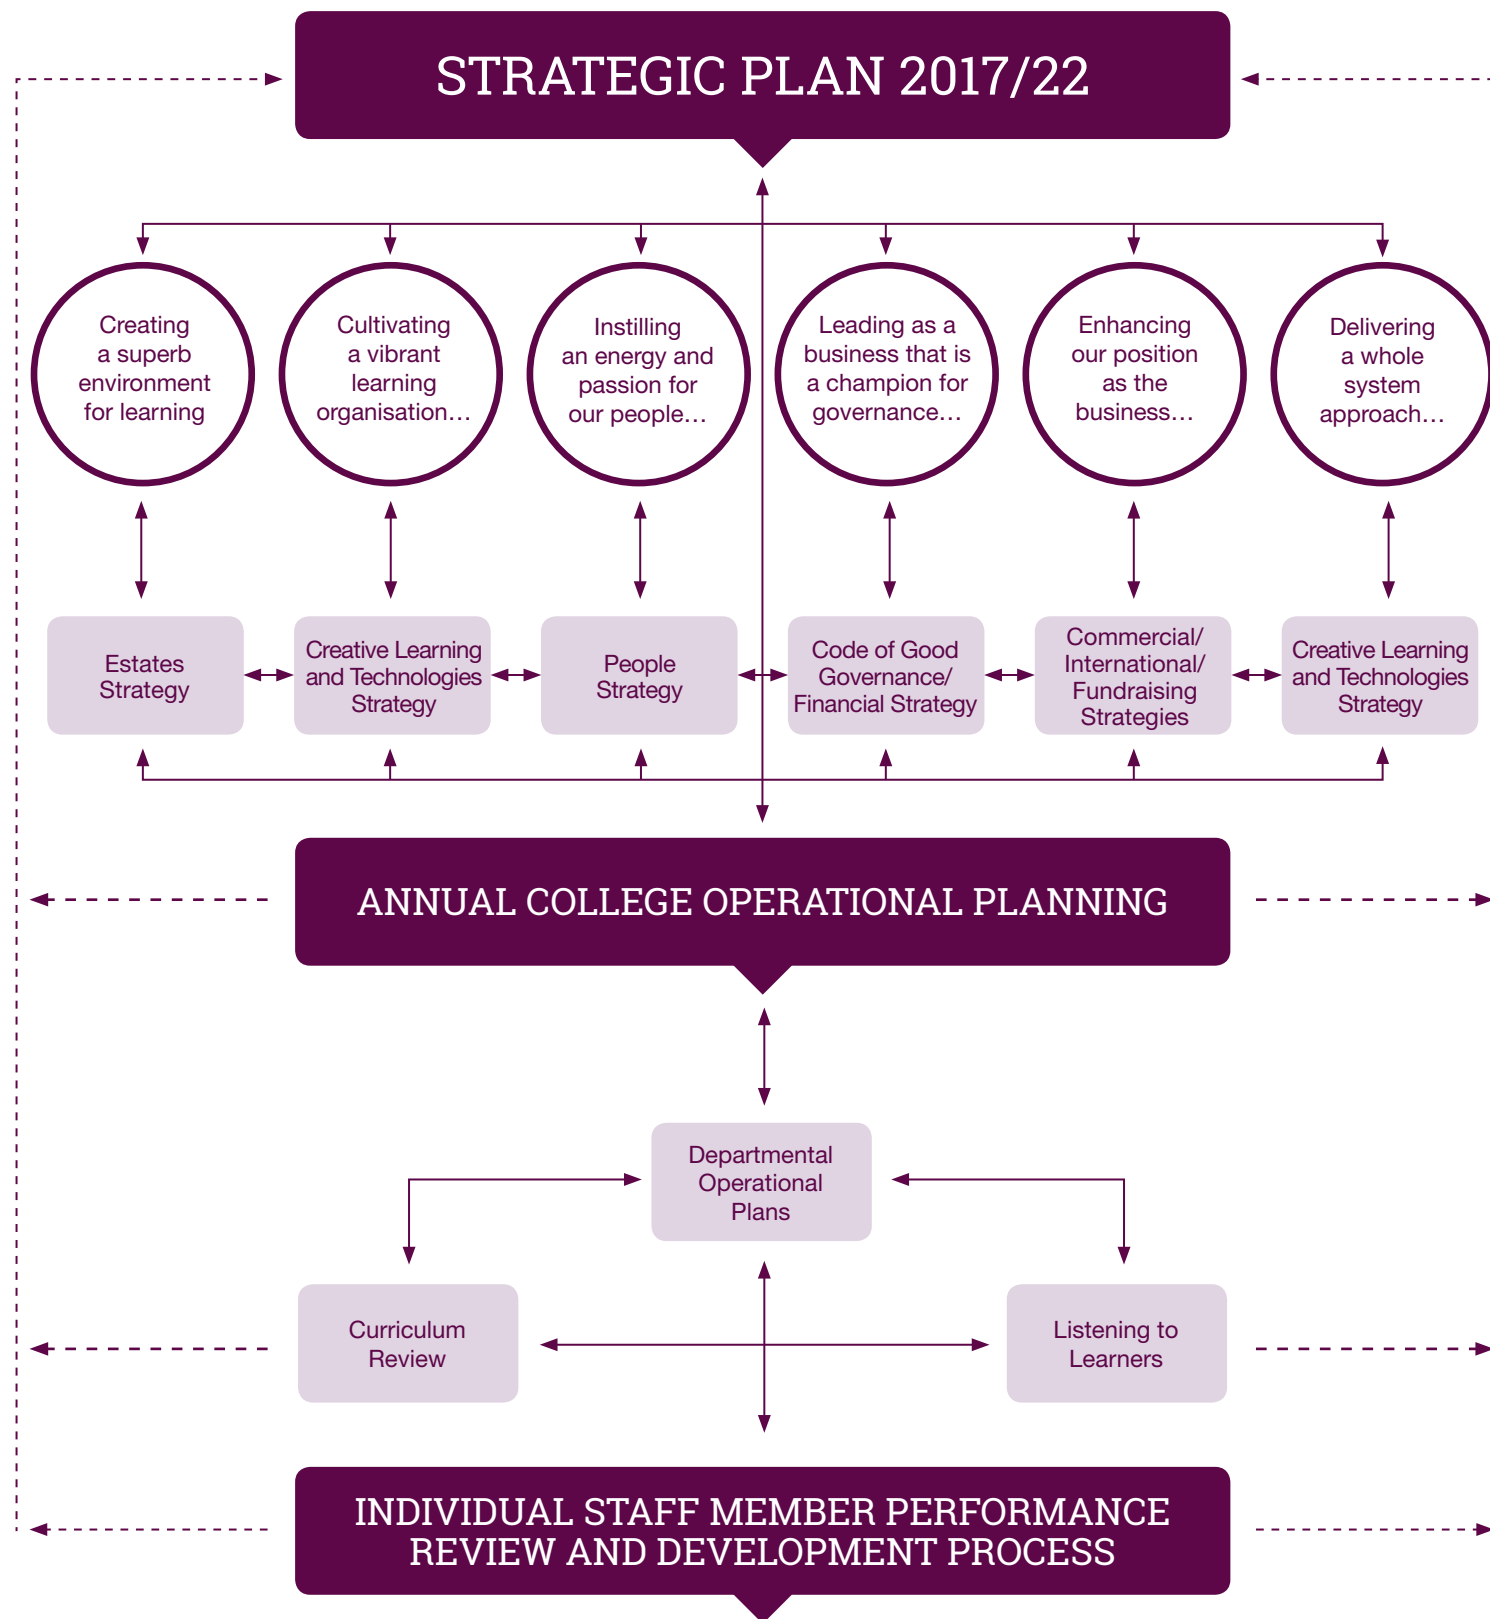 STRATEGIC PLAN 2017/22
Creating
a superb
environment
for learning
Cultivating
a vibrant
learning
organisation…
Instilling
an energy and
passion for
our people…
Leading as a
business that is
a champion for
governance…
Enhancing
our position
as the
business…
Delivering
a whole
system
approach…
Estates
Strategy
Creative Learning
and Technologies
Strategy
People
Strategy
Code of Good
Governance/
Financial Strategy
Commercial/
International/
Fundraising
Strategies
Creative Learning
and Technologies
Strategy
ANNUAL COLLEGE OPERATIONAL PLANNING
Departmental
Operational
Plans
Curriculum
Review
Listening to
Learners
INDIVIDUAL STAFF MEMBER PERFORMANCE
REVIEW AND DEVELOPMENT PROCESS